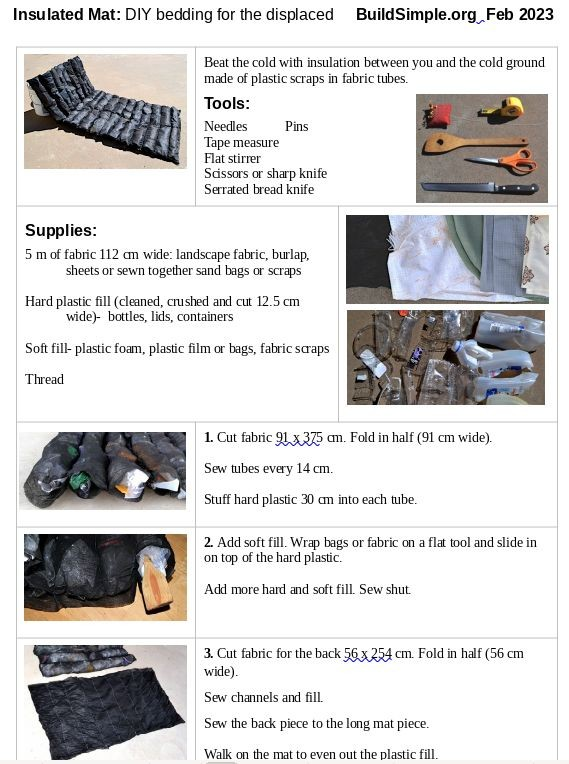 Insulated Mat: DIY bedding for the displaced BuildSimple.org Feb 2023
Beat the cold with insulation between you and the cold ground
made of plastic scraps in fabric tubes.
Tools:
Needles Pins
Tape measure
Flat stirrer
Scissors or sharp knife
Serrated bread knife
Supplies:
5 m of fabric 112 cm wide: landscape fabric, burlap,
sheets or sewn together sand bags or scraps
Hard plastic fill (cleaned, crushed and cut 12.5 cm
wide)- bottles, lids, containers
Soft fill- plastic foam, plastic film or bags, fabric scraps
Thread
1. Cut fabric 91 x 375 cm. Fold in half (91 cm wide).
Sew tubes every 14 cm.
Stuff hard plastic 30 cm into each tube.
2. Add soft fill. Wrap bags or fabric on a flat tool and slide in
on top of the hard plastic.
Add more hard and soft fill. Sew shut.
3. Cut fabric for the back 56 x 254 cm. Fold in half (56 cm
wide).
Sew channels and fill.
Sew the back piece to the long mat piece.
Walk on the mat to even out the plastic fill.